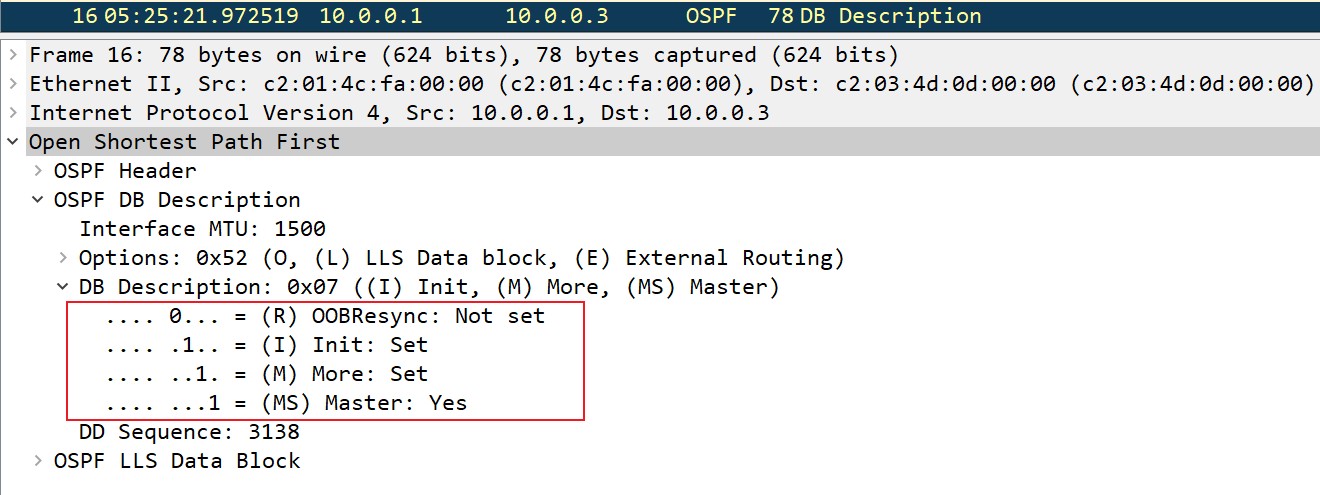 16 05:25:21.972519 10.0.0.1 10.0.0.3 OSPF 78 DB Description
Frame 16: 78 bytes on wire (624 bits), 78 bytes captured (624 bits)
Ethernet II, Src: c2:01:4c:fa:00:00 (c2:01:4c:fa:00:00), Dst: c2:03:4d:0d:00:00 (c2:03:4d:0d:00:00)
Internet Protocol Version 4, Src: 10.0.0.1, Dst: 10.0.0.3
Open Shortest Path First
OSPF Header
OSPF DB Description
Interface MTU: 1500
Options: 0x52 (O, (L) LLS Data block, (E) External Routing)
DB Description: 0x07 ((I) Init, (M) More, (MS) Master)
.... 0... = (R) OOBResync: Not set
.... .1.. = (I) Init: Set
.... ..1. = (M) More: Set
.... ...1 = (MS) Master: Yes
DD Sequence: 3138
OSPF LLS Data Block